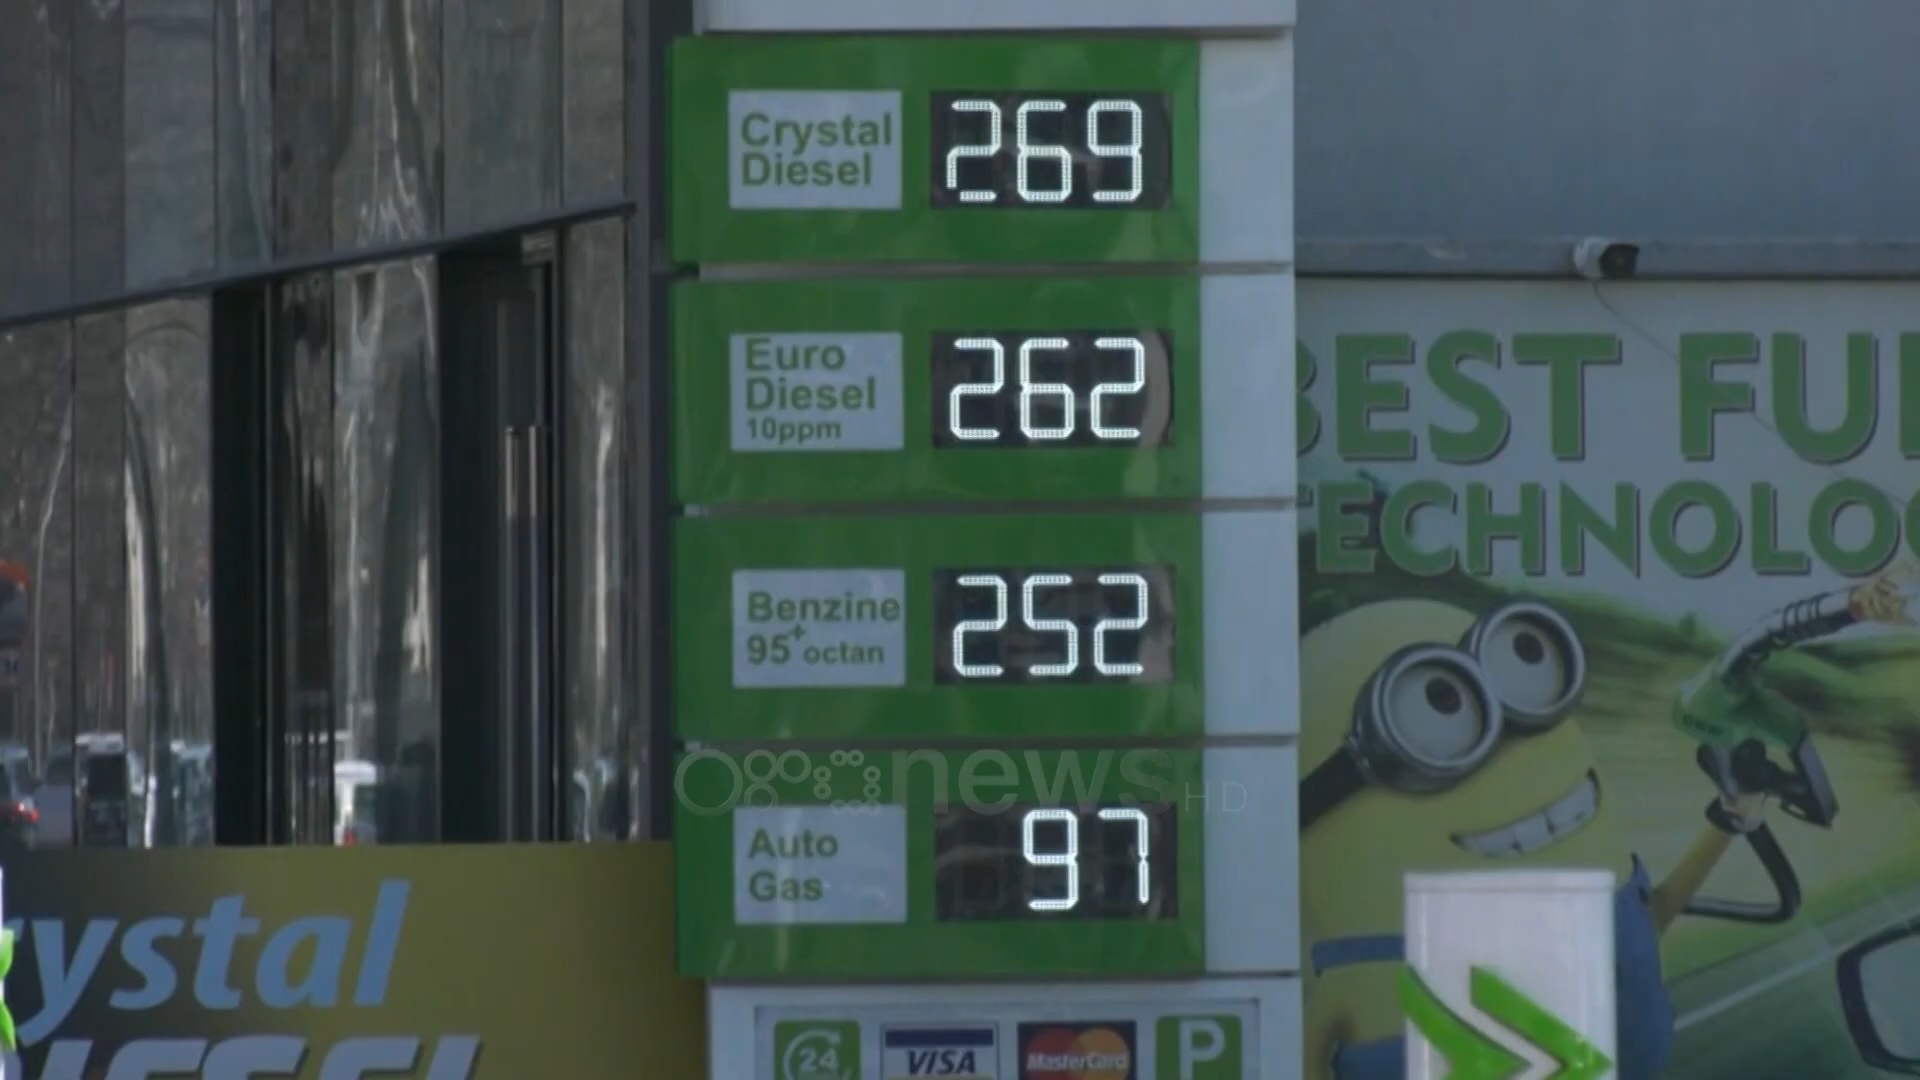 Crystal
Diesel
269
Euro
Diesel
10ppm
262
Benzine
95+ octan
252
news HD
Auto
Gas
97
24
VISA
MasterCard
P
BEST FU
TECHNOLO
rystal
DIESEL